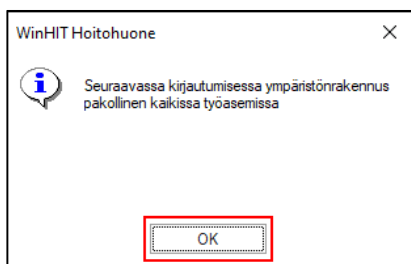 WinHIT Hoitohuone
Seuraavassa kirjautumisessa ympäristönrakennus
pakollinen kaikissa työasemissa
OK